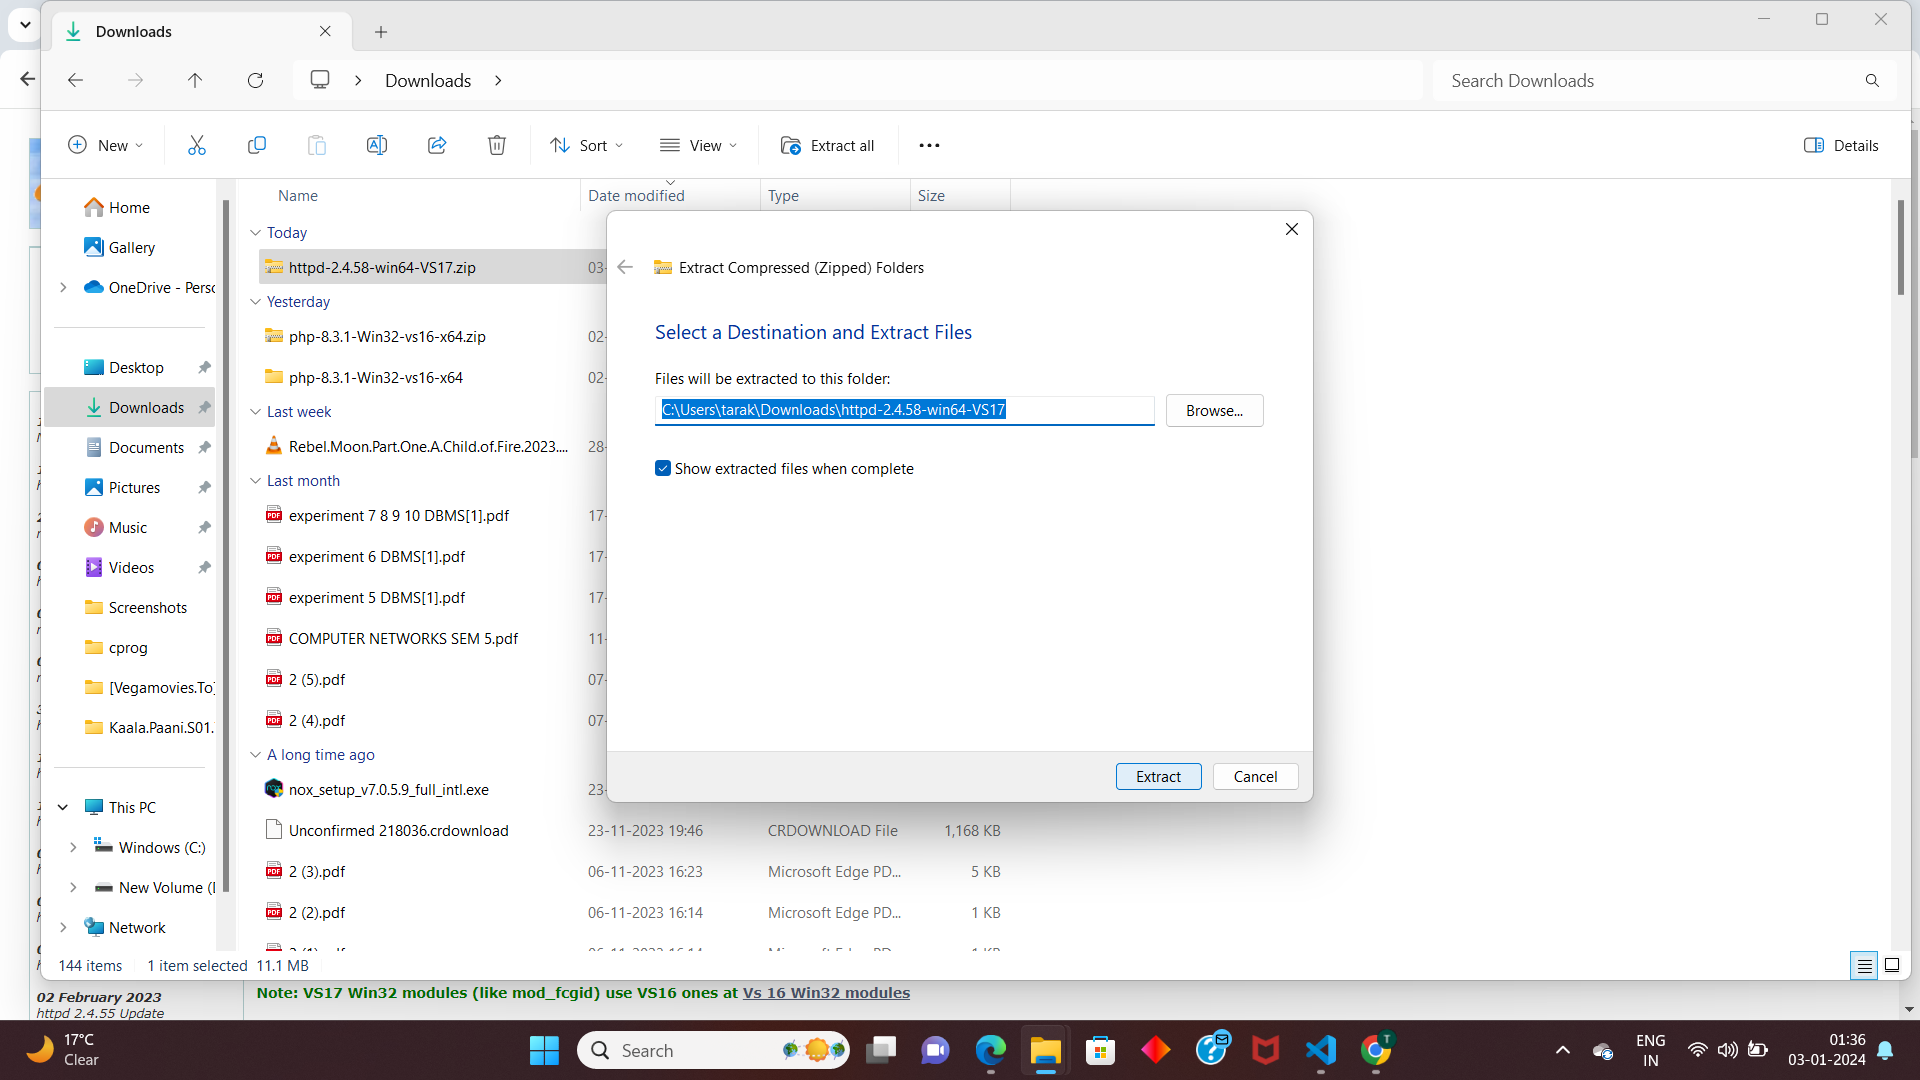 Downloads
Downloads
Search Downloads
New
Sort
View
Extract all
Details
Home
Gallery
OneDrive - Perso
Desktop
Downloads
Documents
Pictures
Music
Videos
Screenshots
cprog
[Vegamovies.To]
Kaala.Paani.S01.
This PC
Windows (C:)
New Volume (
Network
Name Date modified Type Size
Today
httpd-2.4.58-win64-VS17.zip 03-
Yesterday
php-8.3.1-Win32-vs16-x64.zip 02-
php-8.3.1-Win32-vs16-x64 02-
Last week
Rebel.Moon.Part.One.A.Child.of.Fire.2023.... 28-
Last month
experiment 7 8 9 10 DBMS[1].pdf 17-
experiment 6 DBMS[1].pdf 17-
experiment 5 DBMS[1].pdf 17-
COMPUTER NETWORKS SEM 5.pdf 11-
2 (5).pdf 07-
2 (4).pdf 07-
A long time ago
nox_setup_v7.0.5.9_full_intl.exe 23-
Unconfirmed 218036.crdownload 23-11-2023 19:46 CRDOWNLOAD File 1,168 KB
2 (3).pdf 06-11-2023 16:23 Microsoft Edge PD... 5 KB
2 (2).pdf 06-11-2023 16:14 Microsoft Edge PD... 1 KB
Extract Compressed (Zipped) Folders
Select a Destination and Extract Files
Files will be extracted to this folder:
C:\Users\tarak\Downloads\httpd-2.4.58-win64-VS17
Browse...
Show extracted files when complete
Extract
Cancel
144 items 1 item selected 11.1 MB
02 February 2023
httpd 2.4.55 Update
Note: VS17 Win32 modules (like mod_fcgid) use VS16 ones at Vs 16 Win32 modules
17°C
Clear
Search
T
ENG
IN
01:36
03-01-2024